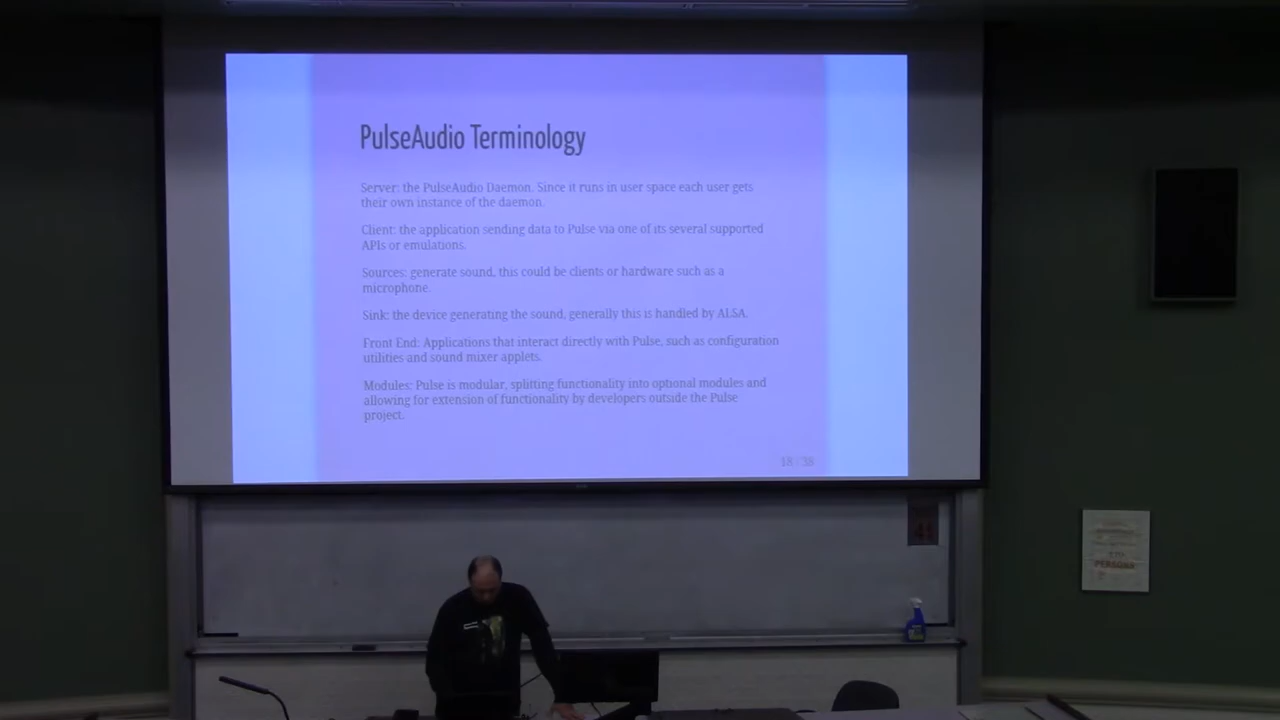 PulseAudio Terminology
Server: the PulseAudio Daemon. Since it runs in user space each user gets
their own instance of the daemon.
Client: the application sending data to Pulse via one of its several supported
APIs or emulations.
Sources: generate sound, this could be clients or hardware such as a
microphone.
Sink: the device generating the sound, generally this is handled by ALSA.
Front End: Applications that interact directly with Pulse, such as configuration
utilities and sound mixer applets.
Modules: Pulse is modular, splitting functionality into optional modules and
allowing for extension of functionality by developers outside the Pulse
project.
18 / 38